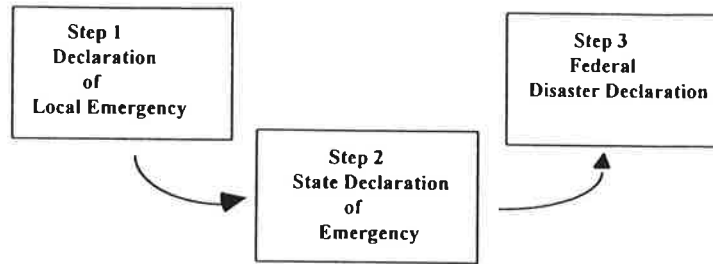 Step 1
Declaration
of
Local Emergency
Step 2
State Declaration
of
Emergency
Step 3
Federal
Disaster Declaration